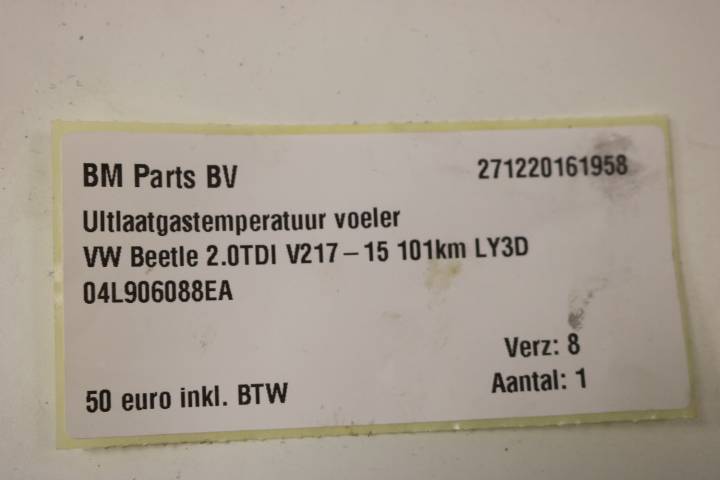 BM Parts BV 271220161958
UItlaatgastemperatuur voeler
VW Beetle 2.0TDI V217-15 101km LY3D
04L906088EA
Verz: 8
50 euro inkl. BTW Aantal: 1